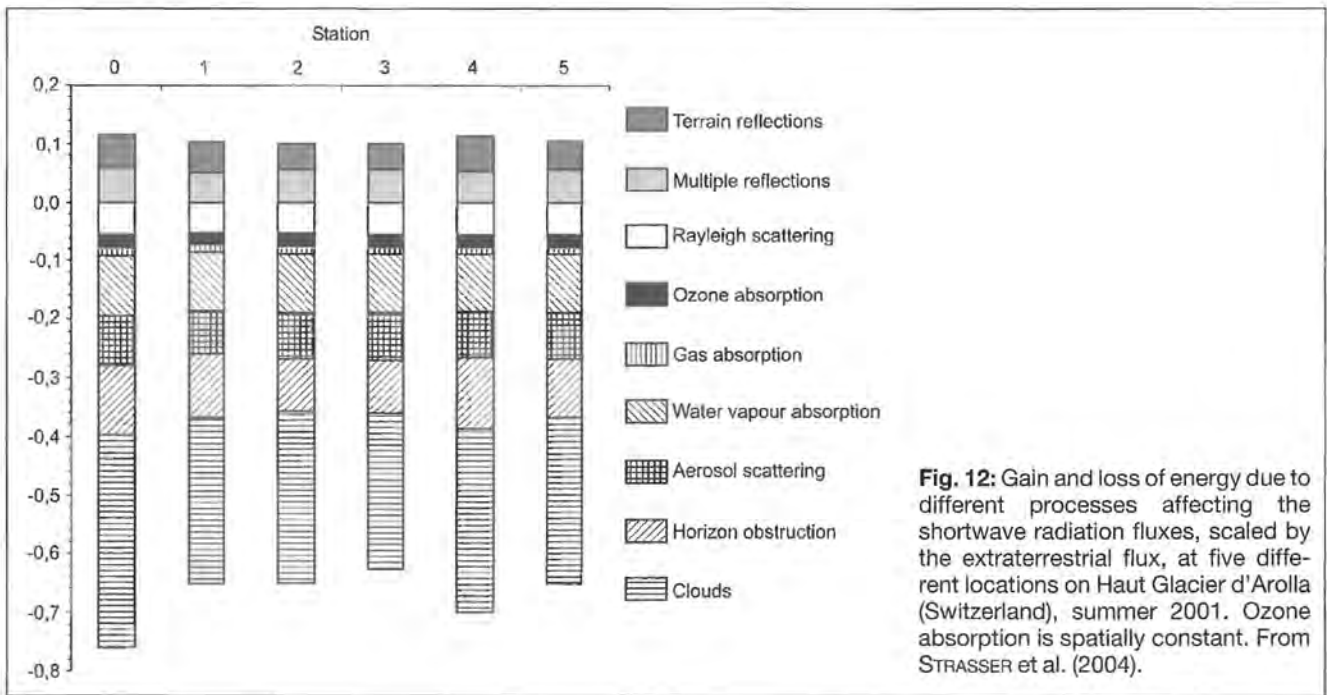 Station
0 1 2 3 4 5
0,2
0,1
0,0
-0,1
-0,2
-0,3
-0,4
-0,5
-0,6
-0,7
-0,8
Terrain reflections
Multiple reflections
Rayleigh scattering
Ozone absorption
Gas absorption
Water vapour absorption
Aerosol scattering
Horizon obstruction
Clouds
Fig. 12: Gain and loss of energy due to
different processes affecting the
shortwave radiation fluxes, scaled by
the extraterrestrial flux, at five diffe-
rent locations on Haut Glacier d'Arolla
(Switzerland), summer 2001. Ozone
absorption is spatially constant. From
STRASSER et al. (2004).